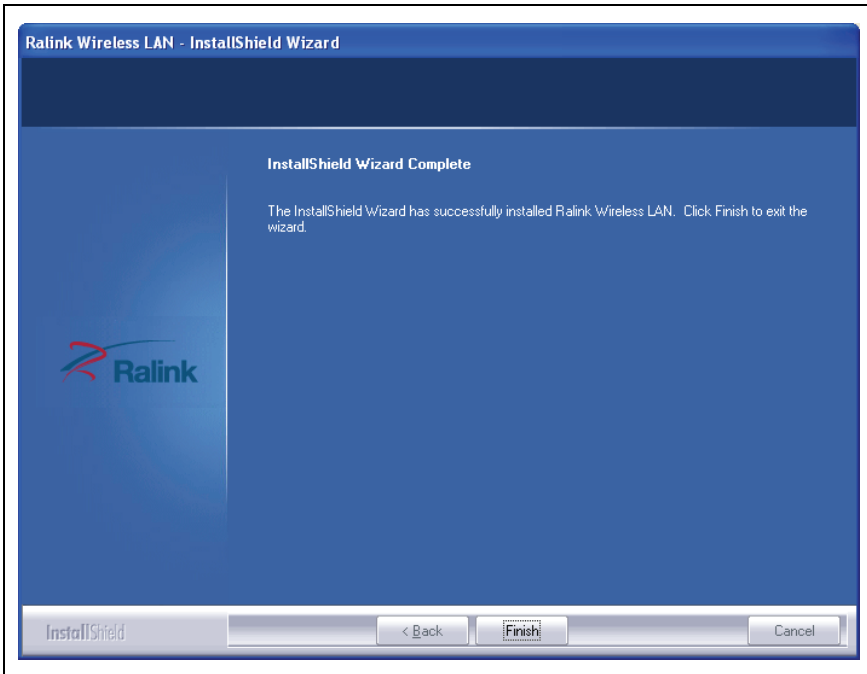 Ralink Wireless LAN - InstallShield Wizard
InstallShield Wizard Complete
The InstallShield Wizard has successfully installed Ralink Wireless LAN. Click Finish to exit the
wizard.
Ralink
InstallShield
< Back
Finish
Cancel